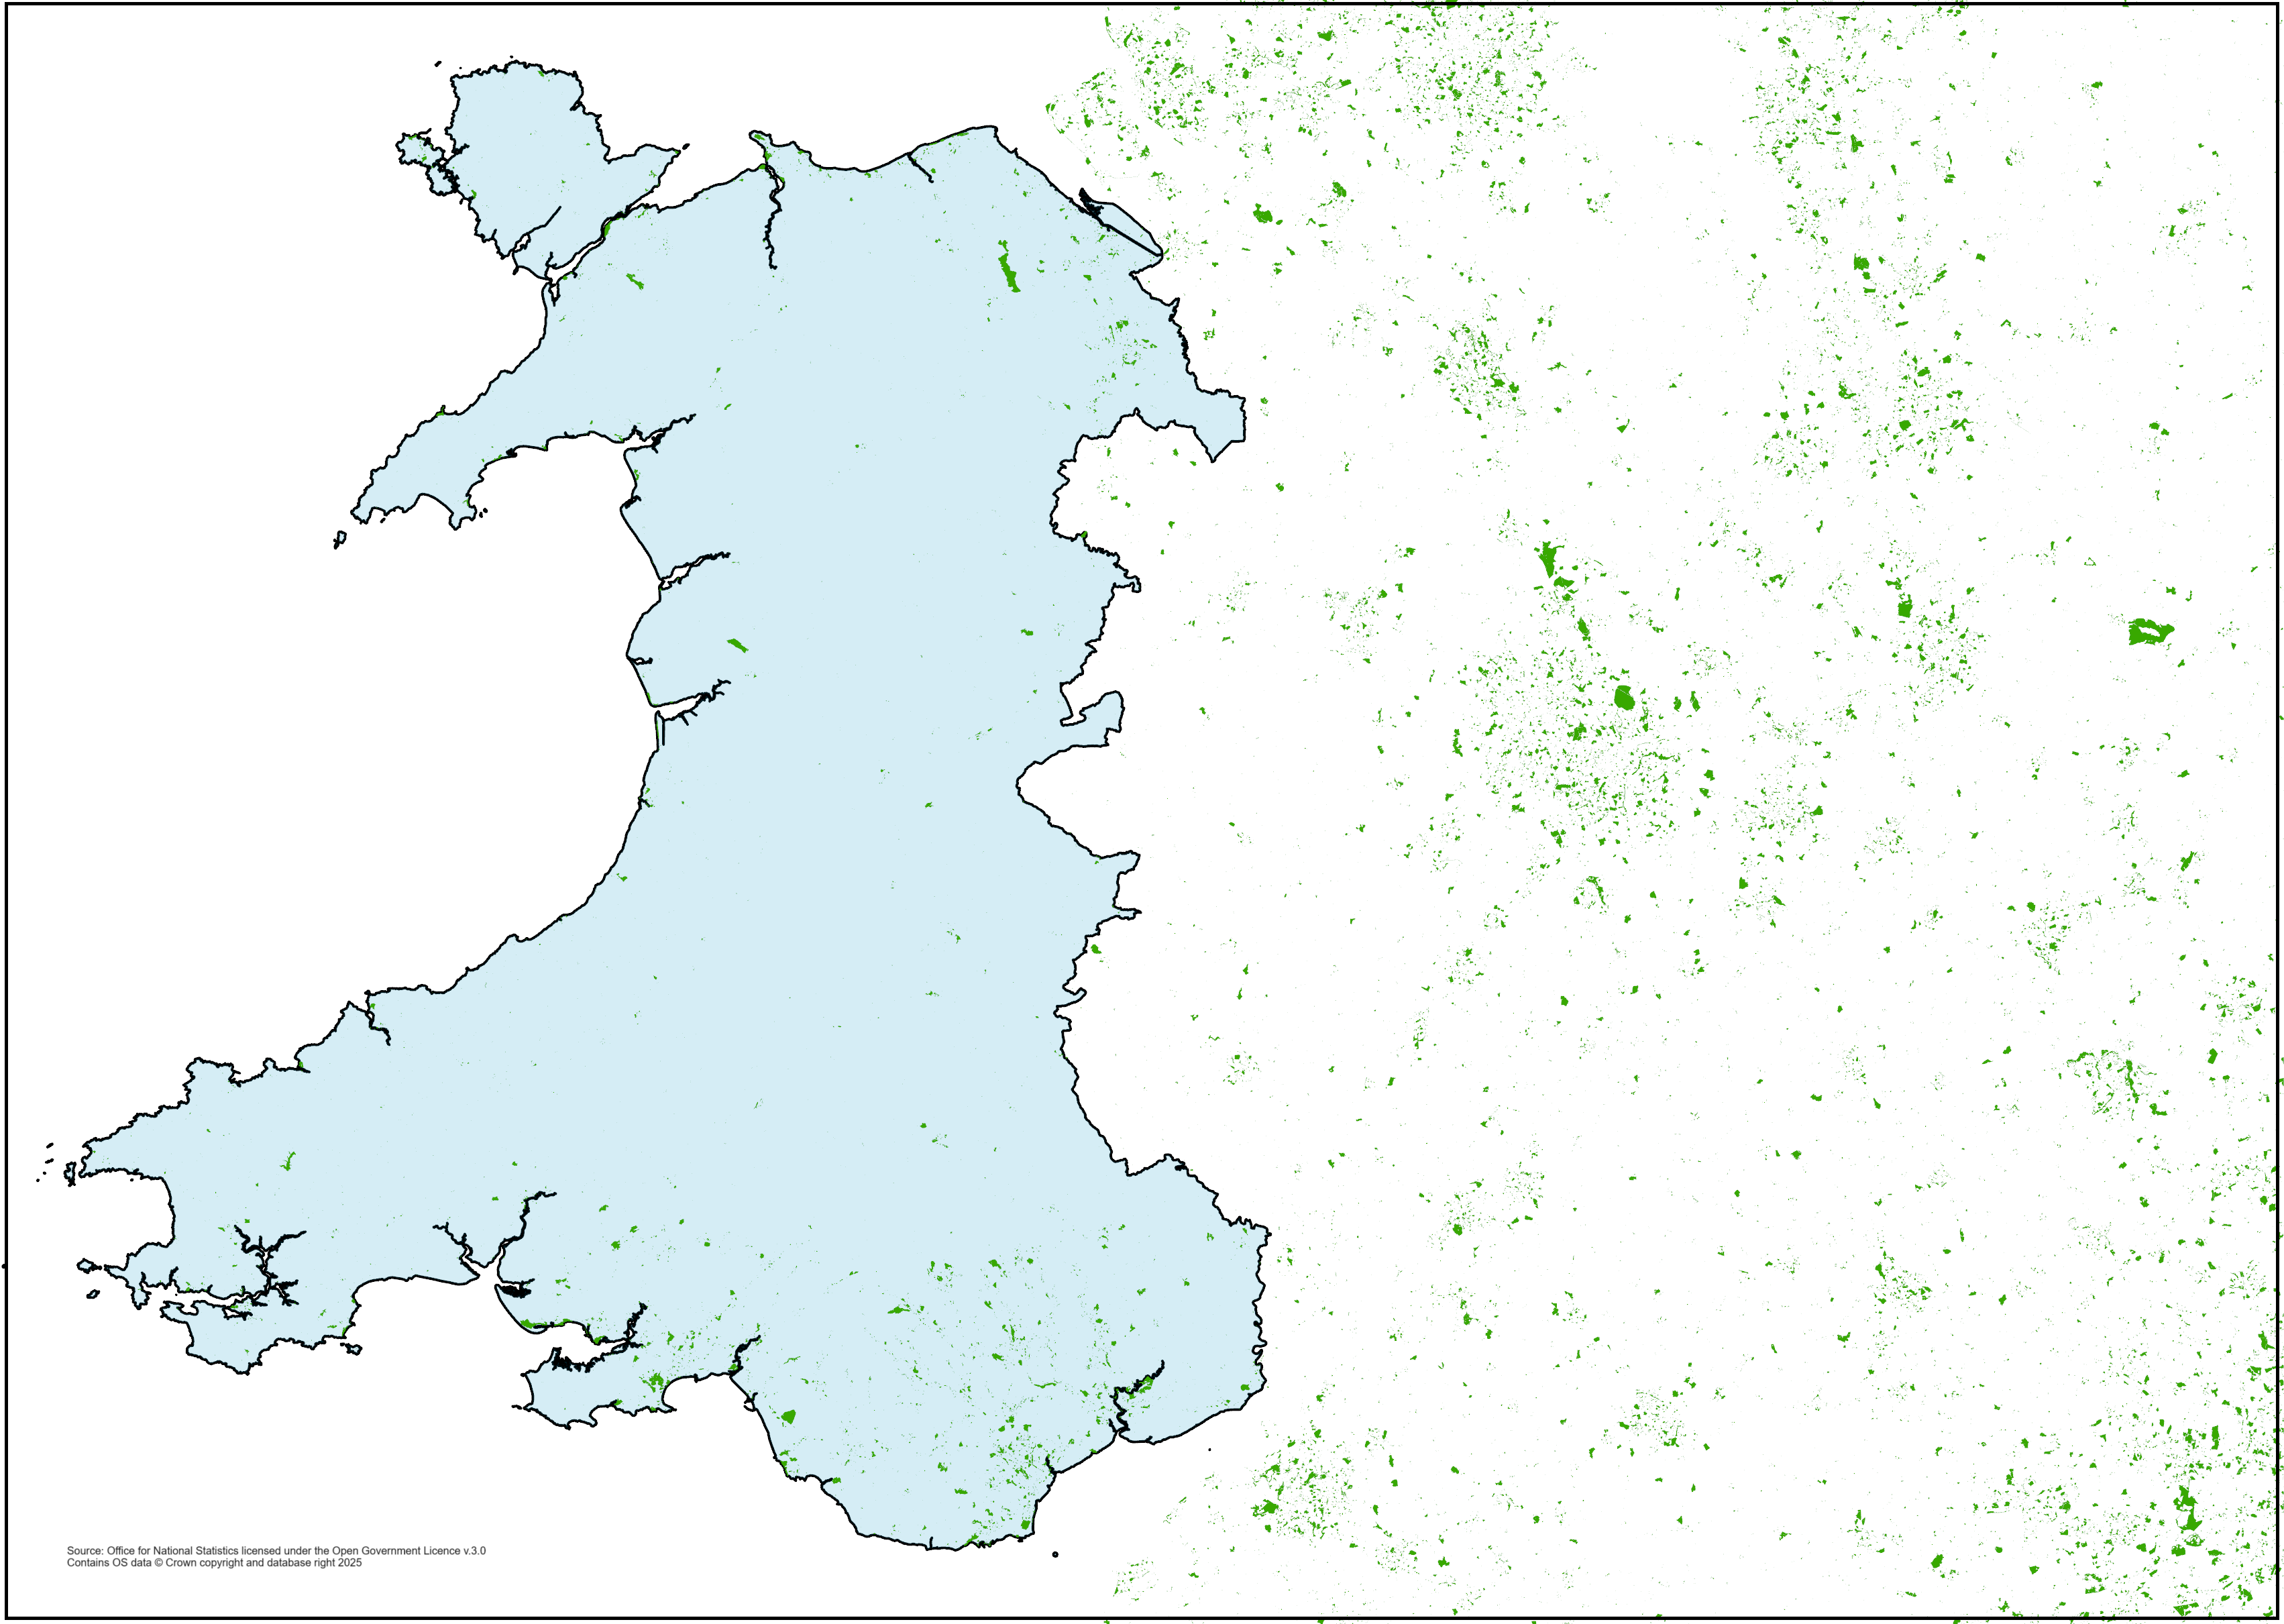 Source: Office for National Statistics licensed under the Open Government Licence v.3.0
Contains OS data © Crown copyright and database right 2025